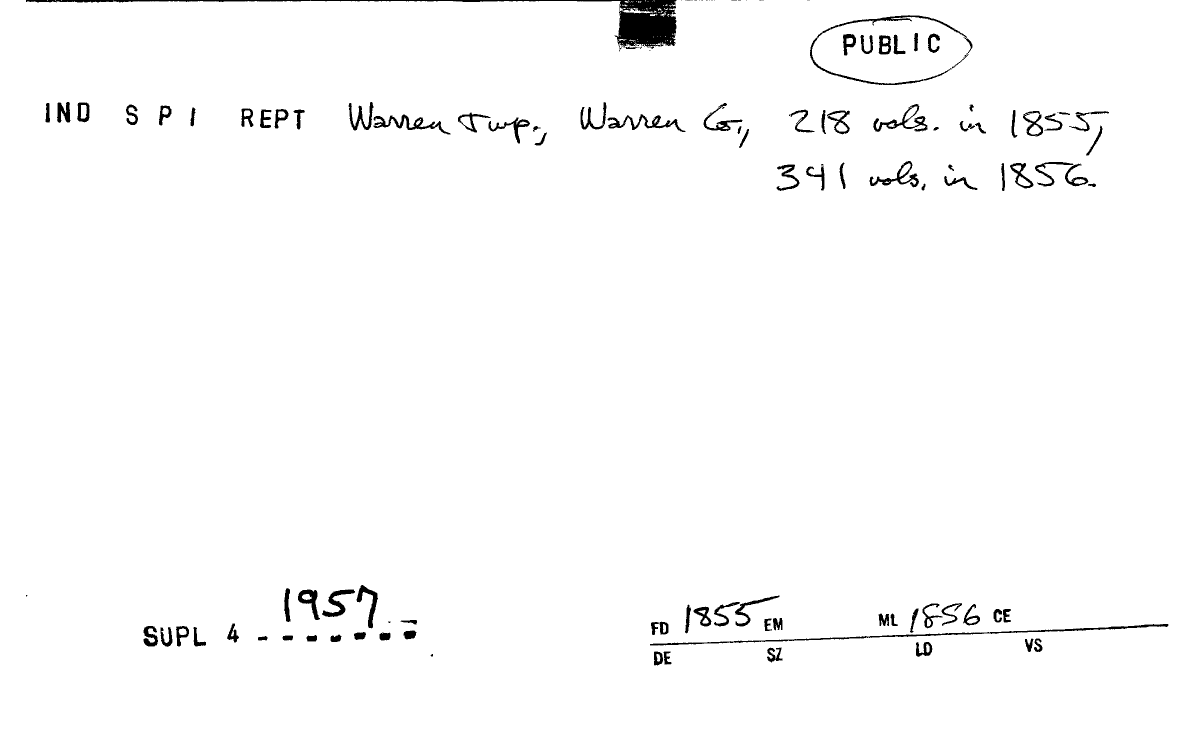 PUBLIC
IND S P I REPT Warren Twp., Warren Co., 218 vols. in 1855,
341 vols. in 1856.
SUPL 4 - 1957
FD 1855 EM ML 1856 CE
DE SZ LD VS